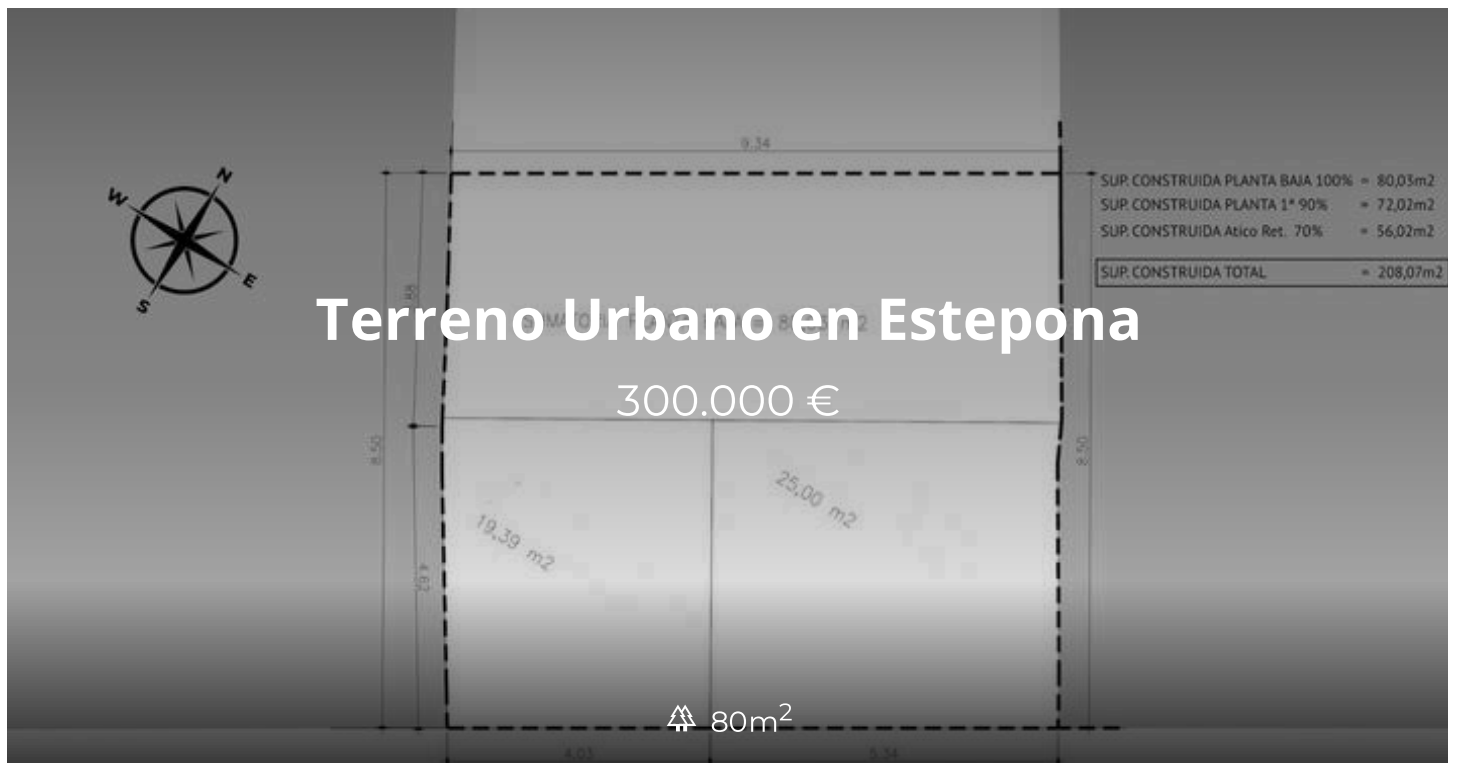 9.34
N
W
E
S
SUP. CONSTRUIDA PLANTA BAJA 100% = 80,03m2
SUP. CONSTRUIDA PLANTA 1ª 90% = 72,02m2
SUP. CONSTRUIDA Atico Ret. 70% = 56,02m2
SUP. CONSTRUIDA TOTAL = 208,07m2
Terreno Urbano en Estepona
300.000 €
8.50
8.50
25,00 m2
19,39 m2
4.62
80m²
4.03
5.34